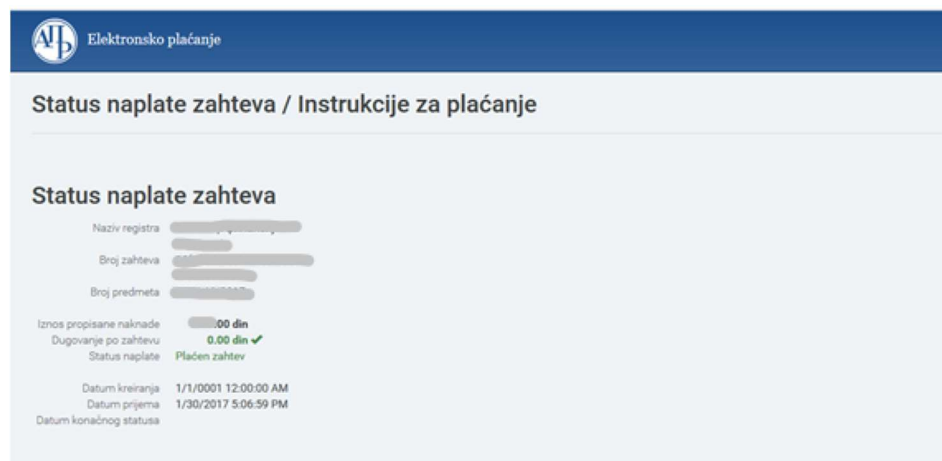 АПР Elektronsko plaćanje
Status naplate zahteva / Instrukcije za plaćanje
Status naplate zahteva
Naziv registra
Broj zahteva
Broj predmeta
Iznos propisane naknade .00 din
Dugovanje po zahtevu 0.00 din ✔
Status naplate Plaćen zahtev
Datum kreiranja 1/1/0001 12:00:00 AM
Datum prijema 1/30/2017 5:06:59 PM
Datum konačnog statusa